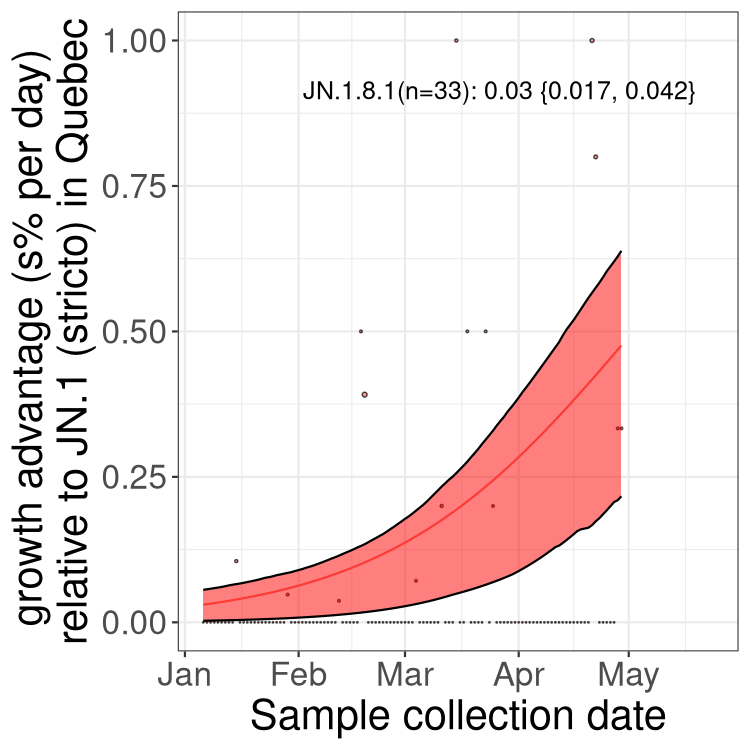 growth advantage (s% per day)
relative to JN.1 (stricto) in Quebec
1.00
0.75
0.50
0.25
0.00
JN.1.8.1(n=33): 0.03 {0.017, 0.042}
Jan Feb Mar Apr May
Sample collection date